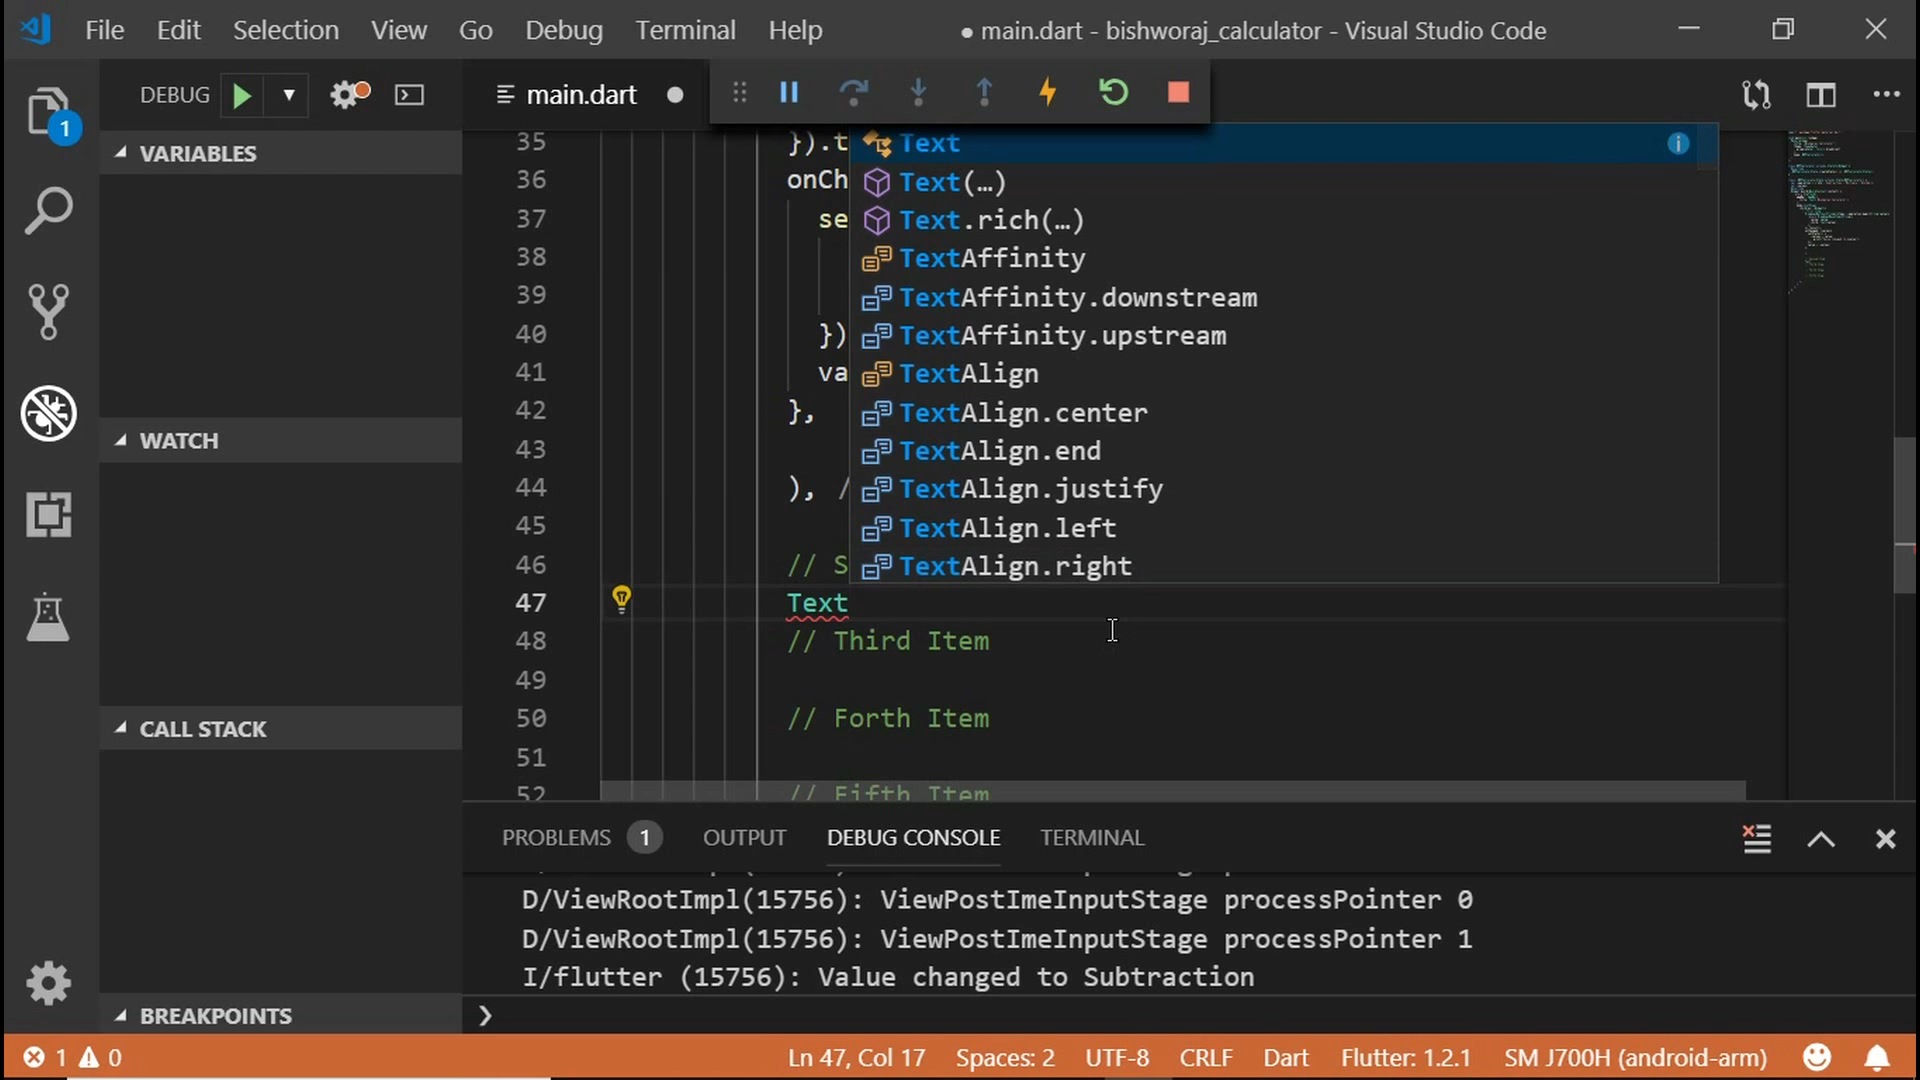 File Edit Selection View Go Debug Terminal Help
● main.dart - bishworaj_calculator - Visual Studio Code
DEBUG
main.dart
1
VARIABLES
WATCH
CALL STACK
BREAKPOINTS
35 }).t
36 onCh
37 se
38
39
40 })
41 va
42 },
43
44 ), /
45
46 // S
47 Text
48 // Third Item
49
50 // Forth Item
51
52 // Fifth Item
Text
Text(…)
Text.rich(…)
TextAffinity
TextAffinity.downstream
TextAffinity.upstream
TextAlign
TextAlign.center
TextAlign.end
TextAlign.justify
TextAlign.left
TextAlign.right
PROBLEMS 1 OUTPUT DEBUG CONSOLE TERMINAL
D/ViewRootImpl(15756): ViewPostImeInputStage processPointer 0
D/ViewRootImpl(15756): ViewPostImeInputStage processPointer 1
I/flutter (15756): Value changed to Subtraction
1 0 Ln 47, Col 17 Spaces: 2 UTF-8 CRLF Dart Flutter: 1.2.1 SM J700H (android-arm)